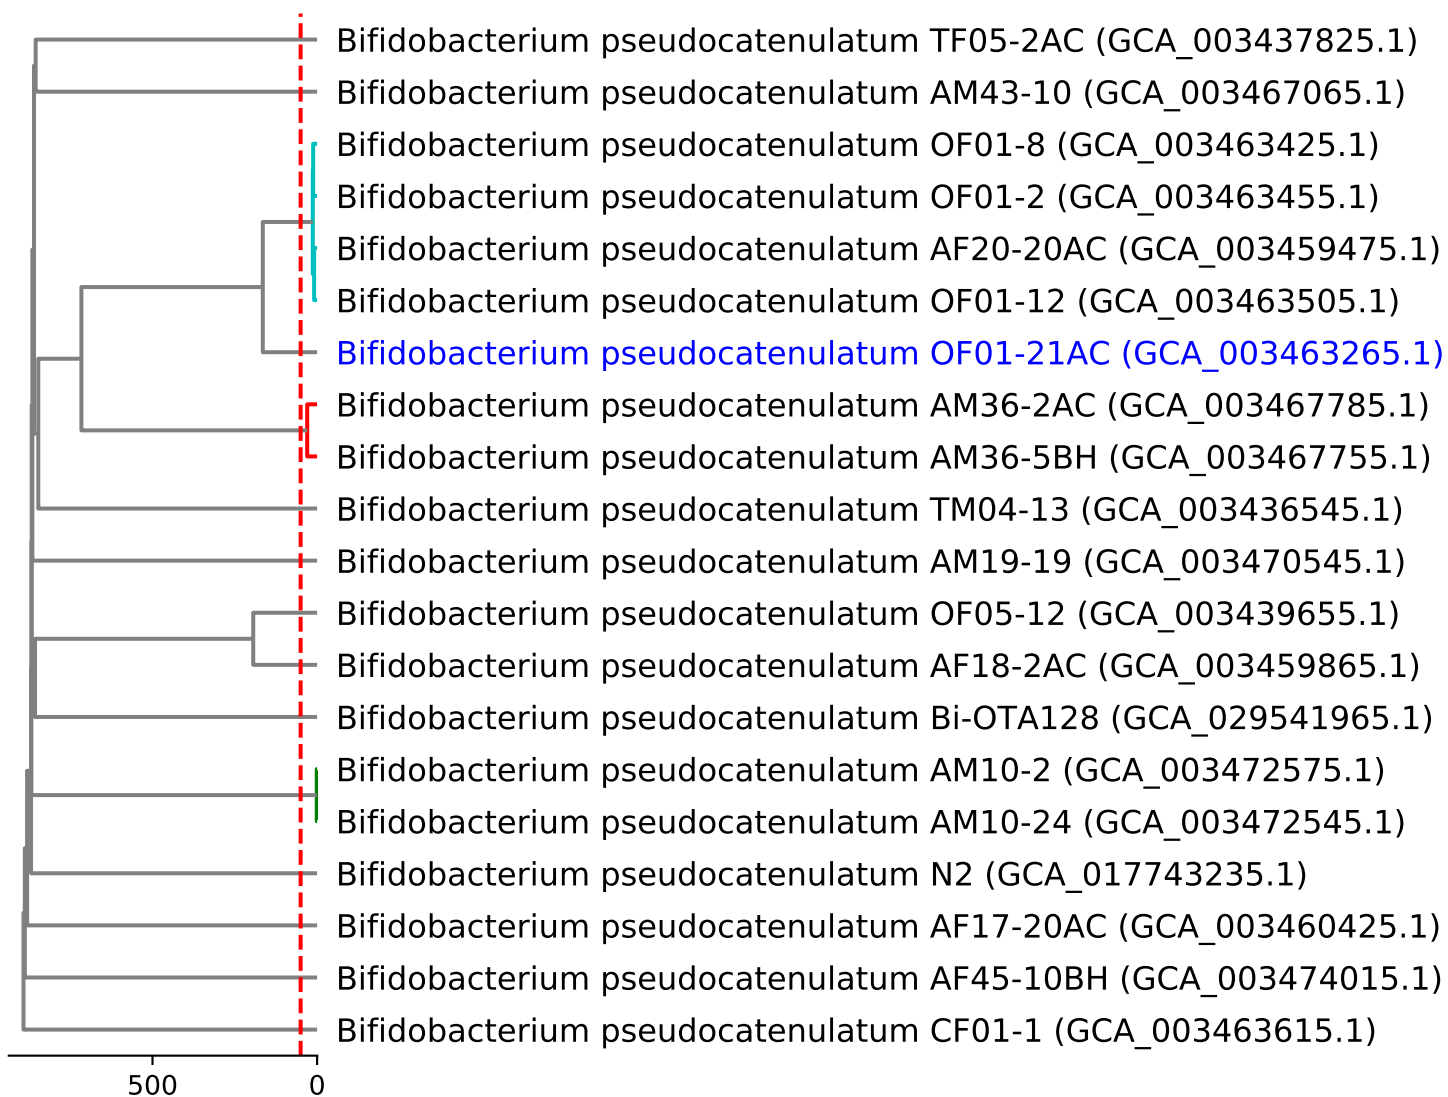 Bifidobacterium pseudocatenulatum TF05-2AC (GCA_003437825.1)
Bifidobacterium pseudocatenulatum AM43-10 (GCA_003467065.1)
Bifidobacterium pseudocatenulatum OF01-8 (GCA_003463425.1)
Bifidobacterium pseudocatenulatum OF01-2 (GCA_003463455.1)
Bifidobacterium pseudocatenulatum AF20-20AC (GCA_003459475.1)
Bifidobacterium pseudocatenulatum OF01-12 (GCA_003463505.1)
Bifidobacterium pseudocatenulatum OF01-21AC (GCA_003463265.1)
Bifidobacterium pseudocatenulatum AM36-2AC (GCA_003467785.1)
Bifidobacterium pseudocatenulatum AM36-5BH (GCA_003467755.1)
Bifidobacterium pseudocatenulatum TM04-13 (GCA_003436545.1)
Bifidobacterium pseudocatenulatum AM19-19 (GCA_003470545.1)
Bifidobacterium pseudocatenulatum OF05-12 (GCA_003439655.1)
Bifidobacterium pseudocatenulatum AF18-2AC (GCA_003459865.1)
Bifidobacterium pseudocatenulatum Bi-OTA128 (GCA_029541965.1)
Bifidobacterium pseudocatenulatum AM10-2 (GCA_003472575.1)
Bifidobacterium pseudocatenulatum AM10-24 (GCA_003472545.1)
Bifidobacterium pseudocatenulatum N2 (GCA_017743235.1)
Bifidobacterium pseudocatenulatum AF17-20AC (GCA_003460425.1)
Bifidobacterium pseudocatenulatum AF45-10BH (GCA_003474015.1)
Bifidobacterium pseudocatenulatum CF01-1 (GCA_003463615.1)
500 0